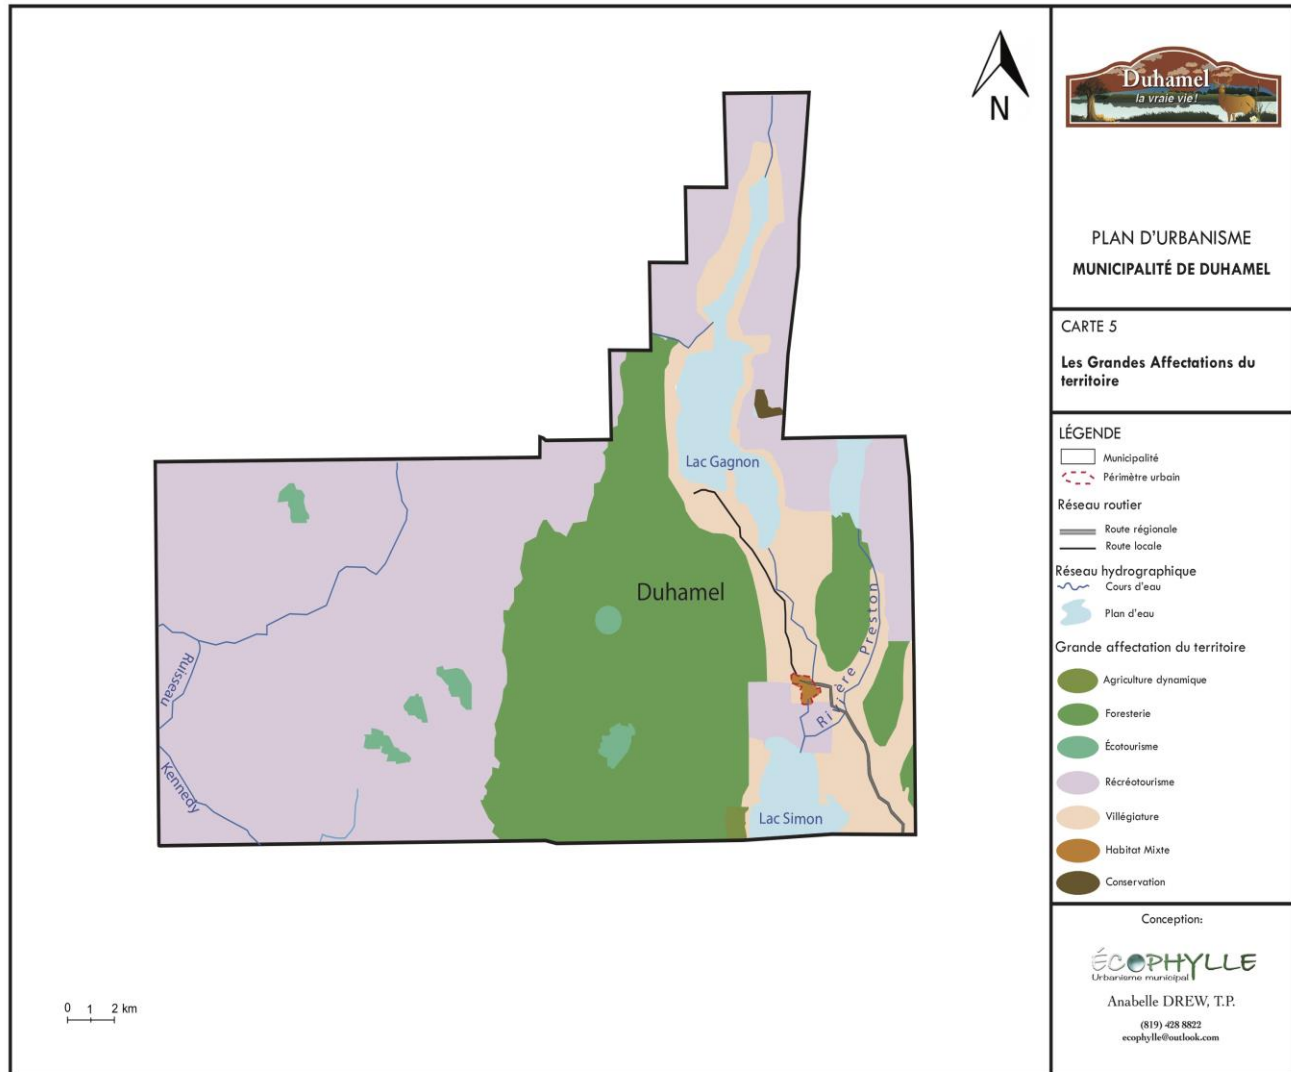 N
Lac Gagnon
Duhamel
Rivière Preston
Ruisseau
Kennedy
Lac Simon
0 1 2 km
Duhamel
la vraie vie!
PLAN D'URBANISME
MUNICIPALITÉ DE DUHAMEL
CARTE 5
Les Grandes Affectations du
territoire
LÉGENDE
Municipalité
Périmètre urbain
Réseau routier
Route régionale
Route locale
Réseau hydrographique
Cours d'eau
Plan d'eau
Grande affectation du territoire
Agriculture dynamique
Foresterie
Écotourisme
Récréotourisme
Villégiature
Habitat Mixte
Conservation
Conception:
ÉCOPHYLLE
Urbanisme municipal
Anabelle DREW, T.P.
(819) 428 8822
ecophylle@outlook.com